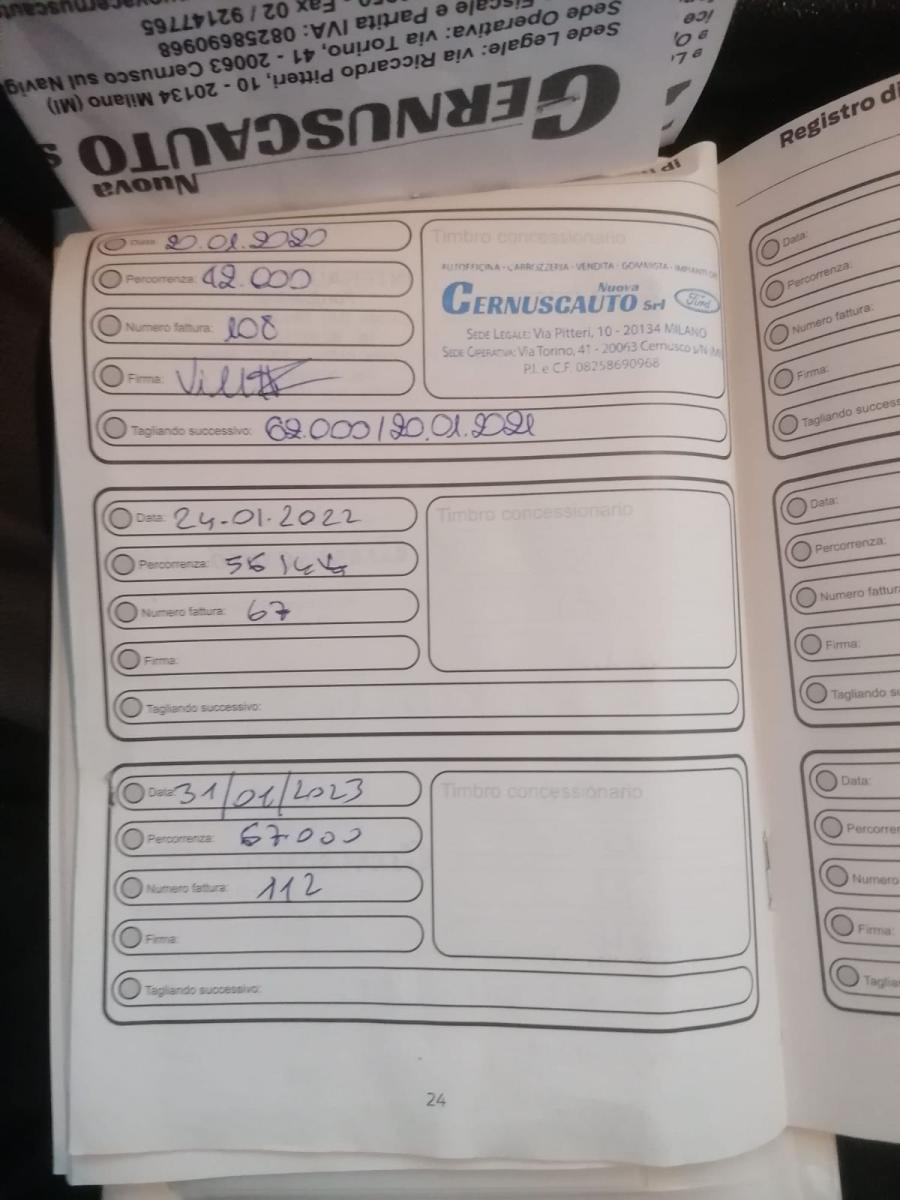 Fax 02 / 92147765
Fiscale e Partita IVA: 08258690968
Sede Operativa: via Torino, 41 - 20063 Cernusco sul Navig
Sede Legale: via Riccardo Pitteri, 10 - 20134 Milano (MI)
CERNUSCAUTO S
Nuova
Registro di
Data: 20.01.2020
Percorrenza: 42.000
Numero fattura: 108
Firma:
Tagliando successivo: 62.000 / 20.01.2021
Timbro concessionario
AUTOFFICINA - CARROZZERIA - VENDITA - GOMMISTA - IMPIANTI
Nuova
CERNUSCAUTO Srl
Ford
SEDE LEGALE: Via Pitteri, 10 - 20134 MILANO
SEDE OPERATIVA: Via Torino, 41 - 20063 Cernusco s/N (MI
P.I. e C.F. 08258690968
Data: 24-01-2022
Percorrenza:
Numero fattura: 67
Firma:
Tagliando successivo:
Timbro concessionario
Data: 31/01/2023
Percorrenza: 67.000
Numero fattura: 112
Firma:
Tagliando successivo:
Timbro concessionario
24
Data:
Percorrenza:
Numero fattura:
Firma:
Tagliando success
Data:
Percorrenza:
Numero fattur
Firma:
Tagliando su
Data:
Percorre
Numero
Firma:
Taglia